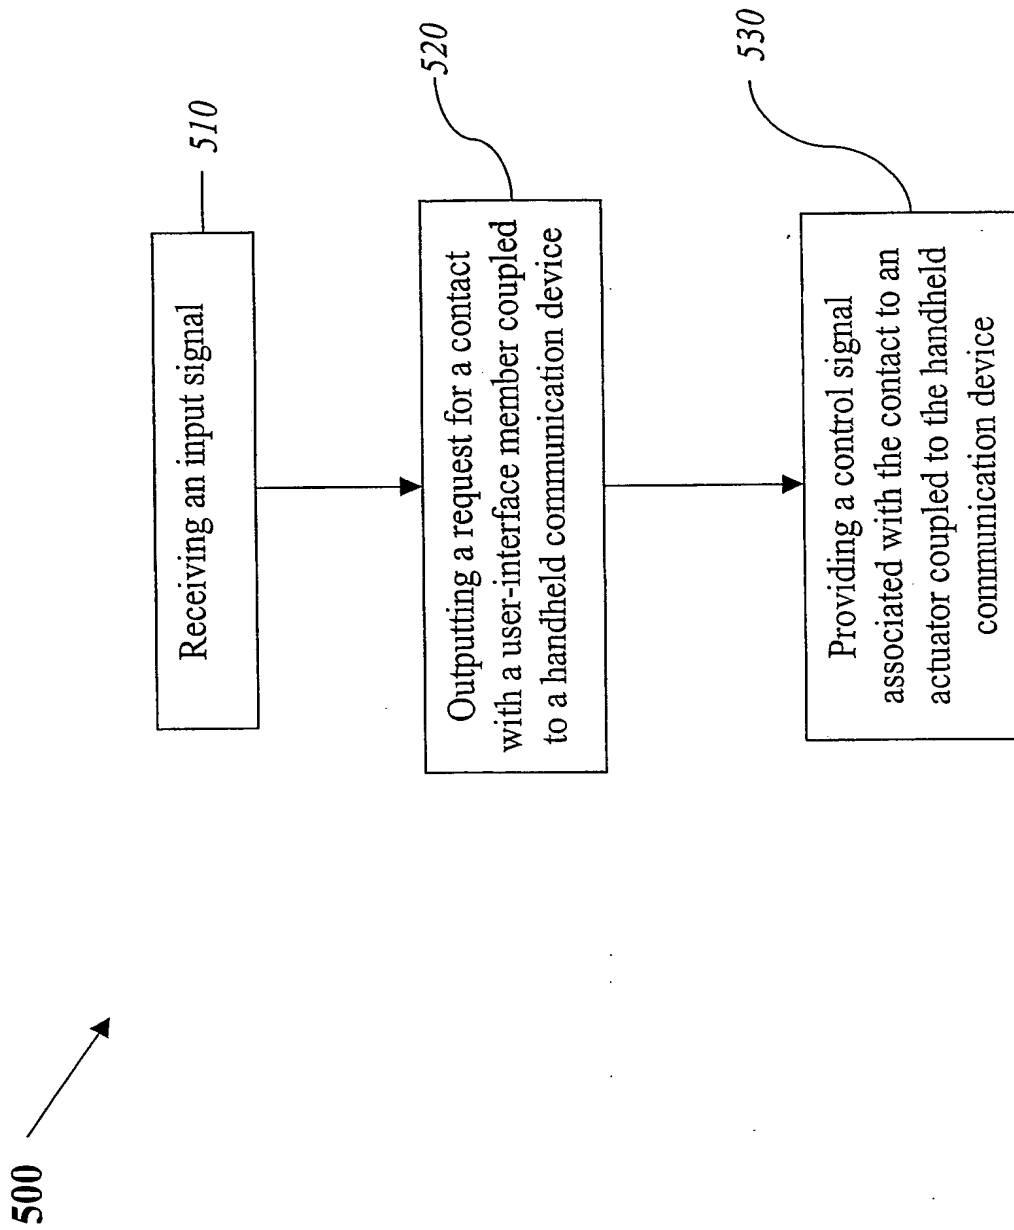 500
Receiving an input signal
510
Outputting a request for a contact
with a user-interface member coupled
to a handheld communication device
520
Providing a control signal
associated with the contact to an
actuator coupled to the handheld
communication device
530